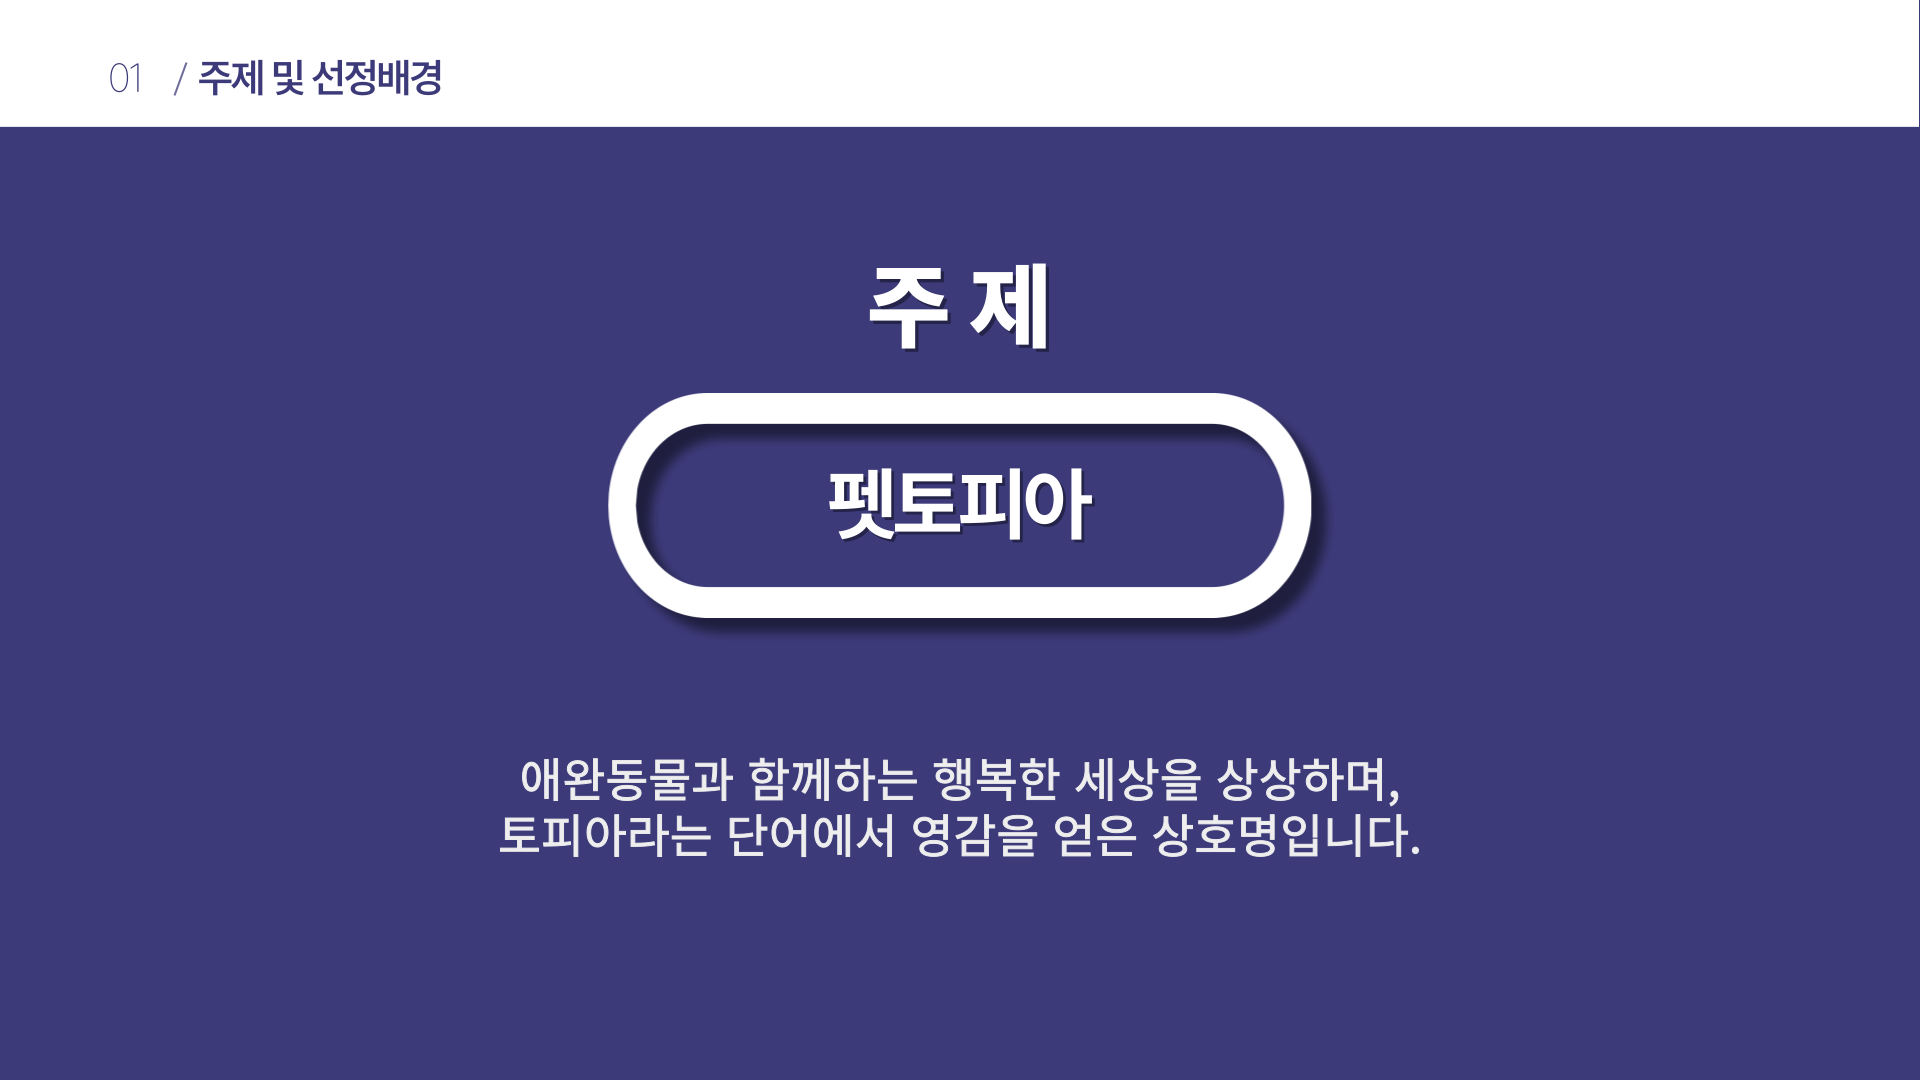 01 / 주제 및 선정배경
주 제
펫토피아
애완동물과 함께하는 행복한 세상을 상상하며,
토피아라는 단어에서 영감을 얻은 상호명입니다.